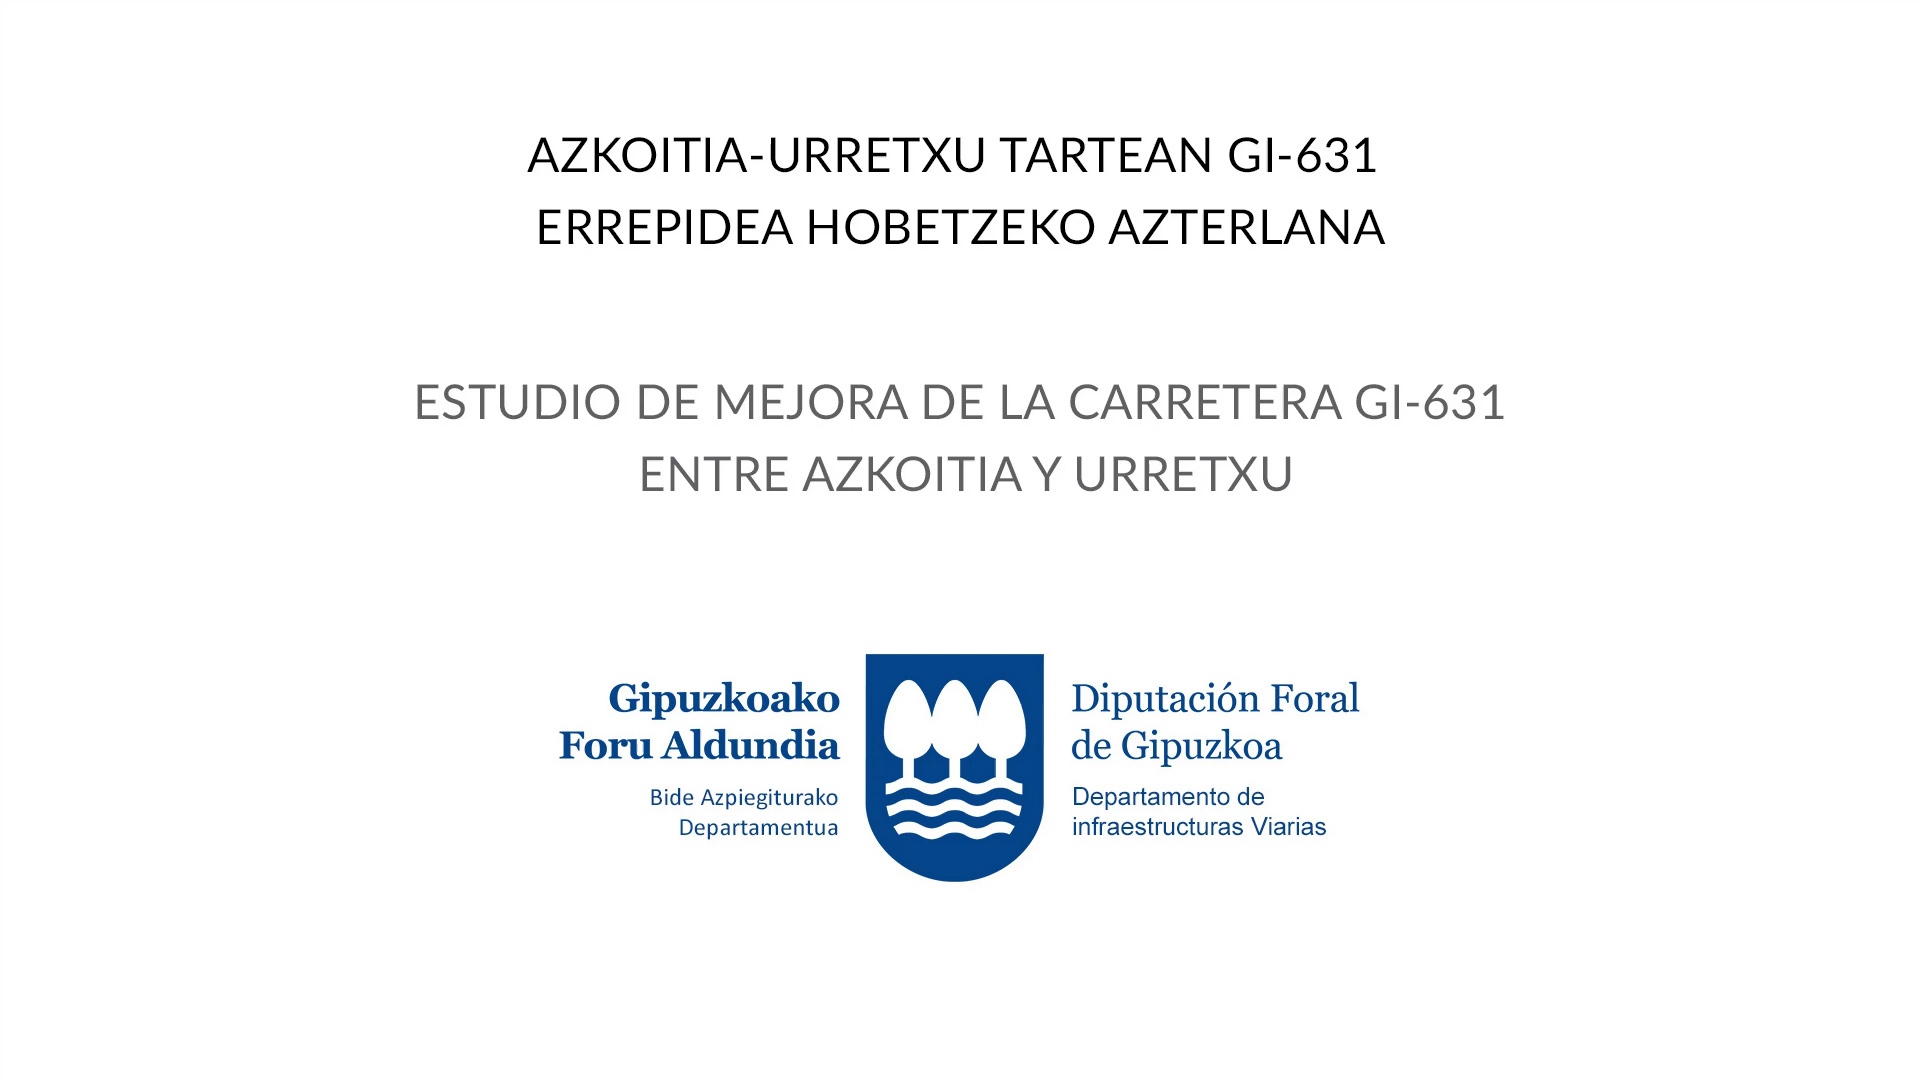 AZKOITIA-URRETXU TARTEAN GI-631
ERREPIDEA HOBETZEKO AZTERLANA
ESTUDIO DE MEJORA DE LA CARRETERA GI-631
ENTRE AZKOITIA Y URRETXU
Gipuzkoako
Foru Aldundia
Bide Azpiegiturako
Departamentua
Diputación Foral
de Gipuzkoa
Departamento de
infraestructuras Viarias